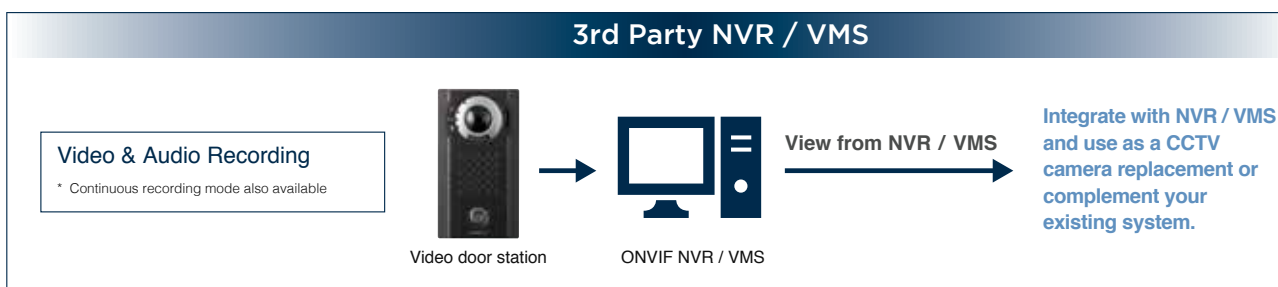 3rd Party NVR / VMS
Video & Audio Recording
* Continuous recording mode also available
Video door station
ONVIF NVR / VMS
View from NVR / VMS
Integrate with NVR / VMS
and use as a CCTV
camera replacement or
complement your
existing system.